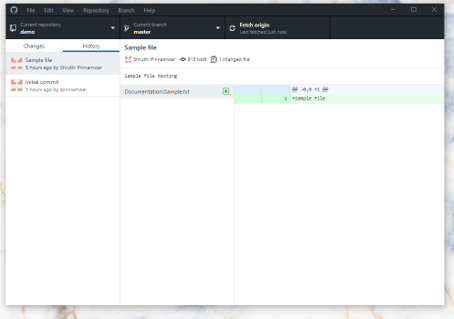 File Edit View Repository Branch Help
Current repository
demo
Current branch
master
Fetch origin
Last fetched just now
Changes History
Sample file
5 hours ago by Shruthi Pinnamwar
Initial commit
5 hours ago by spinnamwar
Sample file
Shruthi Pinnamwar 1 changed file
Sample file testing
Documentation\Sample.txt
@@ -0,0 +1 @@
1 +Sample File